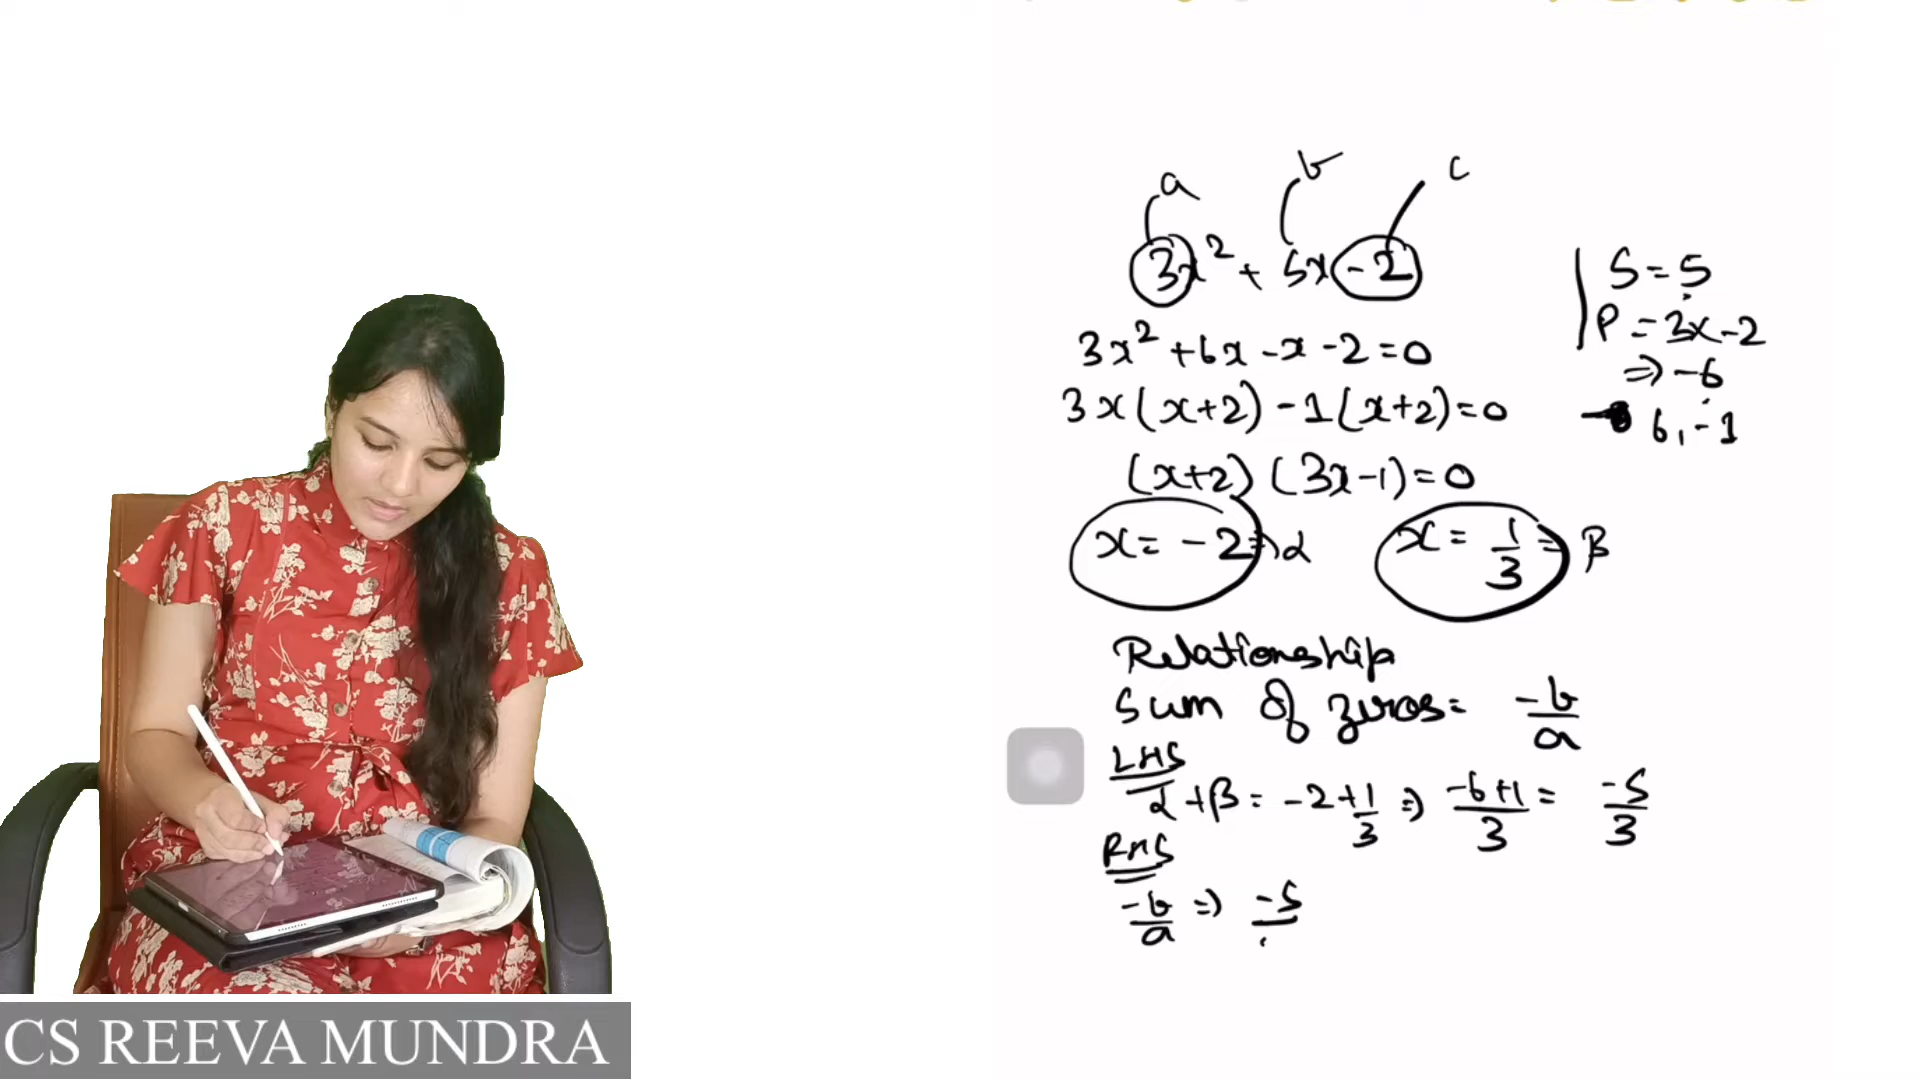 a b c
3x² + 5x - 2
S = 5
P = 3x - 2
⇒ -6
6, -1
3x² + 6x - x - 2 = 0
3x(x+2) - 1(x+2) = 0
(x+2) (3x-1) = 0
x = -2 ⇒ α x = 1/3 = β
Relationship
Sum of zeros = -b/a
LHS
α + β = -2 + 1/3 ⇒ -6+1/3 = -5/3
RHS
-b/a ⇒ -5
CS REEVA MUNDRA